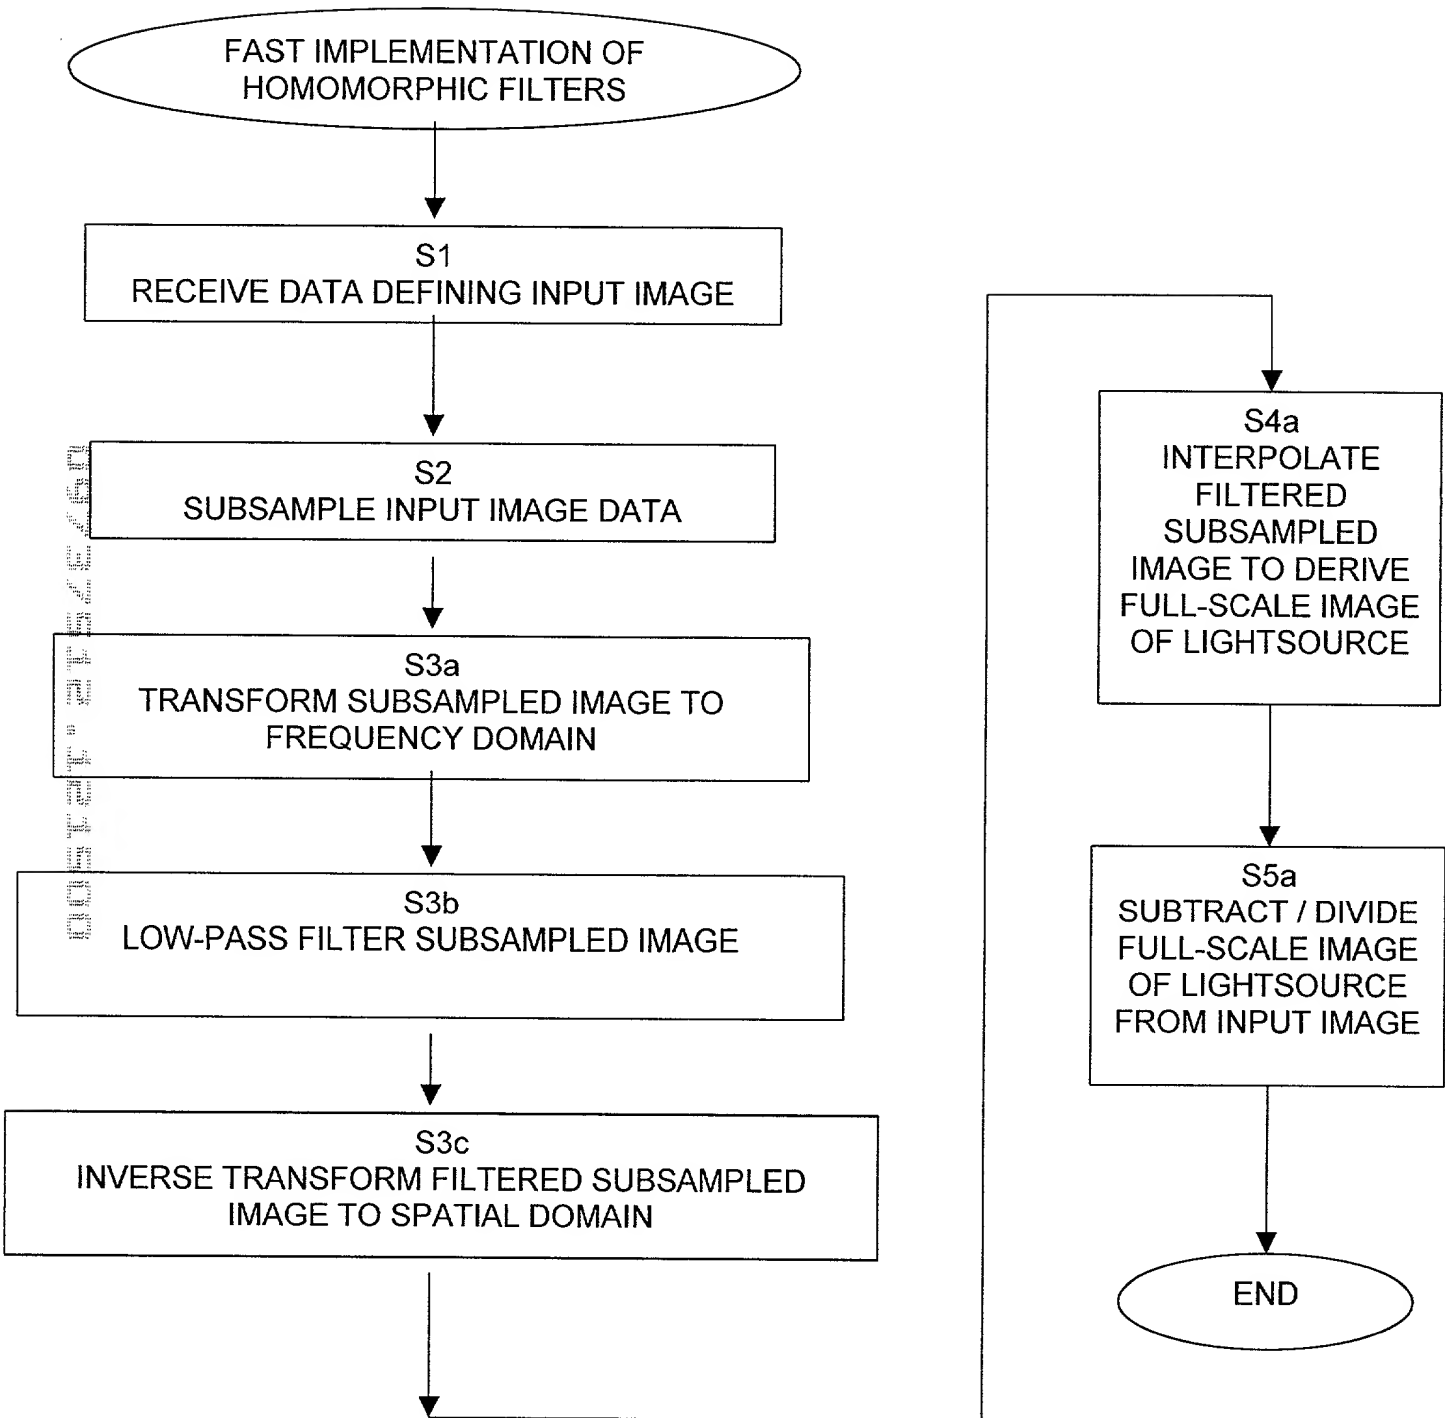 FAST IMPLEMENTATION OF
HOMOMORPHIC FILTERS
S1
RECEIVE DATA DEFINING INPUT IMAGE
S2
SUBSAMPLE INPUT IMAGE DATA
S3a
TRANSFORM SUBSAMPLED IMAGE TO
FREQUENCY DOMAIN
S3b
LOW-PASS FILTER SUBSAMPLED IMAGE
S3c
INVERSE TRANSFORM FILTERED SUBSAMPLED
IMAGE TO SPATIAL DOMAIN
S4a
INTERPOLATE
FILTERED
SUBSAMPLED
IMAGE TO DERIVE
FULL-SCALE IMAGE
OF LIGHTSOURCE
S5a
SUBTRACT / DIVIDE
FULL-SCALE IMAGE
OF LIGHTSOURCE
FROM INPUT IMAGE
END